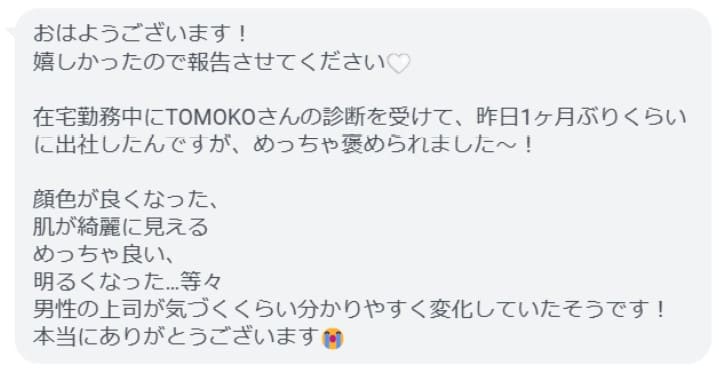 おはようございます！
嬉しかったので報告させてください🤍
在宅勤務中にTOMOKOさんの診断を受けて、昨日1ヶ月ぶりくらい
に出社したんですが、めっちゃ褒められました〜！
顔色が良くなった、
肌が綺麗に見える
めっちゃ良い、
明るくなった…等々
男性の上司が気づくくらい分かりやすく変化していたそうです！
本当にありがとうございます😭